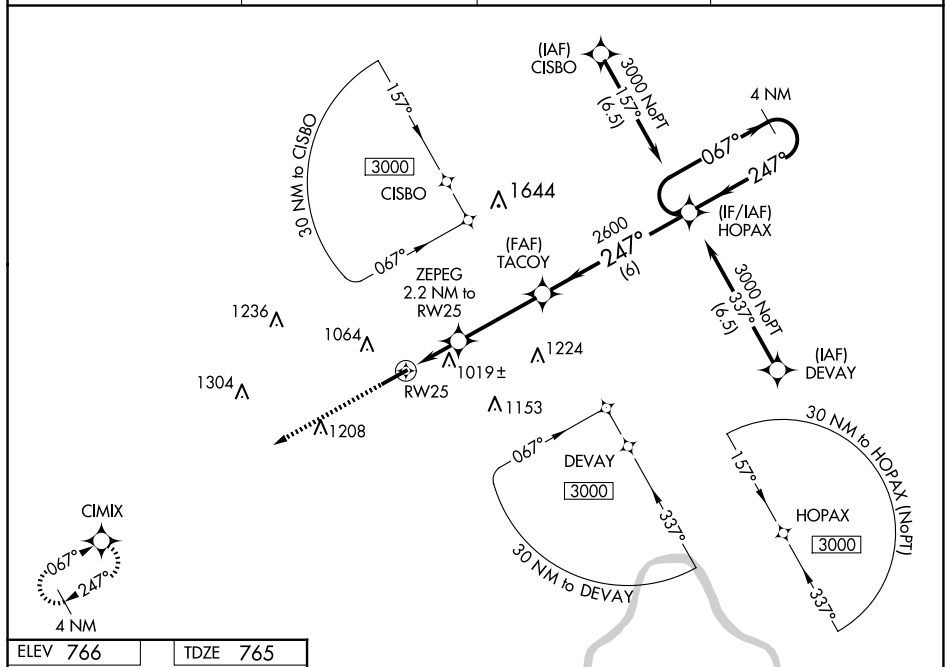 (IAF)
CISBO
3000 NoPT
157°
(6.5)
4 NM
067°
247°
(IF/IAF)
HOPAX
30 NM to CISBO
157°
3000
CISBO
067°
1644
2600
247°
(6)
(FAF)
TACOY
ZEPEG
2.2 NM to
RW25
3000 NoPT
337°
(6.5)
(IAF)
DEVAY
1236
1064
1224
1019±
1304
RW25
1153
1208
067°
DEVAY
3000
337°
30 NM to DEVAY
30 NM to HOPAX (NoPT)
157°
HOPAX
3000
337°
CIMIX
067°
247°
4 NM
ELEV 766
TDZE 765